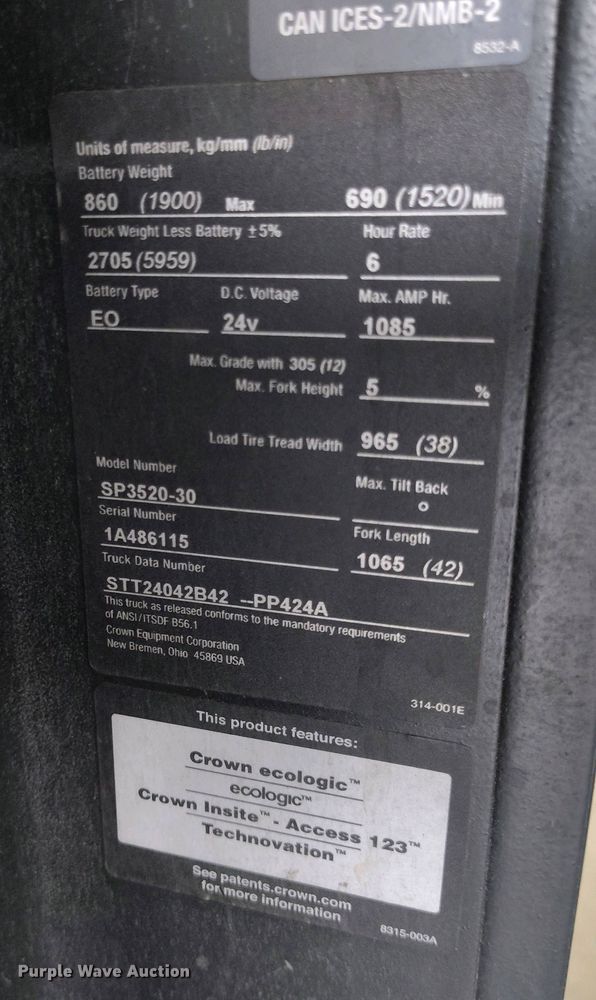 CAN ICES-2/NMB-2
8532-A
Units of measure, kg/mm (lb/in)
Battery Weight
860 (1900) Max 690 (1520) Min
Truck Weight Less Battery ±5% Hour Rate
2705 (5959) 6
Battery Type D.C. Voltage Max. AMP Hr.
EO 24v 1085
Max. Grade with 305 (12)
Max. Fork Height 5 %
Load Tire Tread Width 965 (38)
Model Number Max. Tilt Back
SP3520-30 o
Serial Number Fork Length
1A486115 1065 (42)
Truck Data Number
STT24042B42 --PP424A
This truck as released conforms to the mandatory requirements
of ANSI/ITSDF B56.1
Crown Equipment Corporation
New Bremen, Ohio 45869 USA
314-001E
This product features:
Crown ecologic™
ecologic™
Crown Insite™ - Access 123™
Technovation™
See patents.crown.com
for more information
8315-003A
Purple Wave Auction